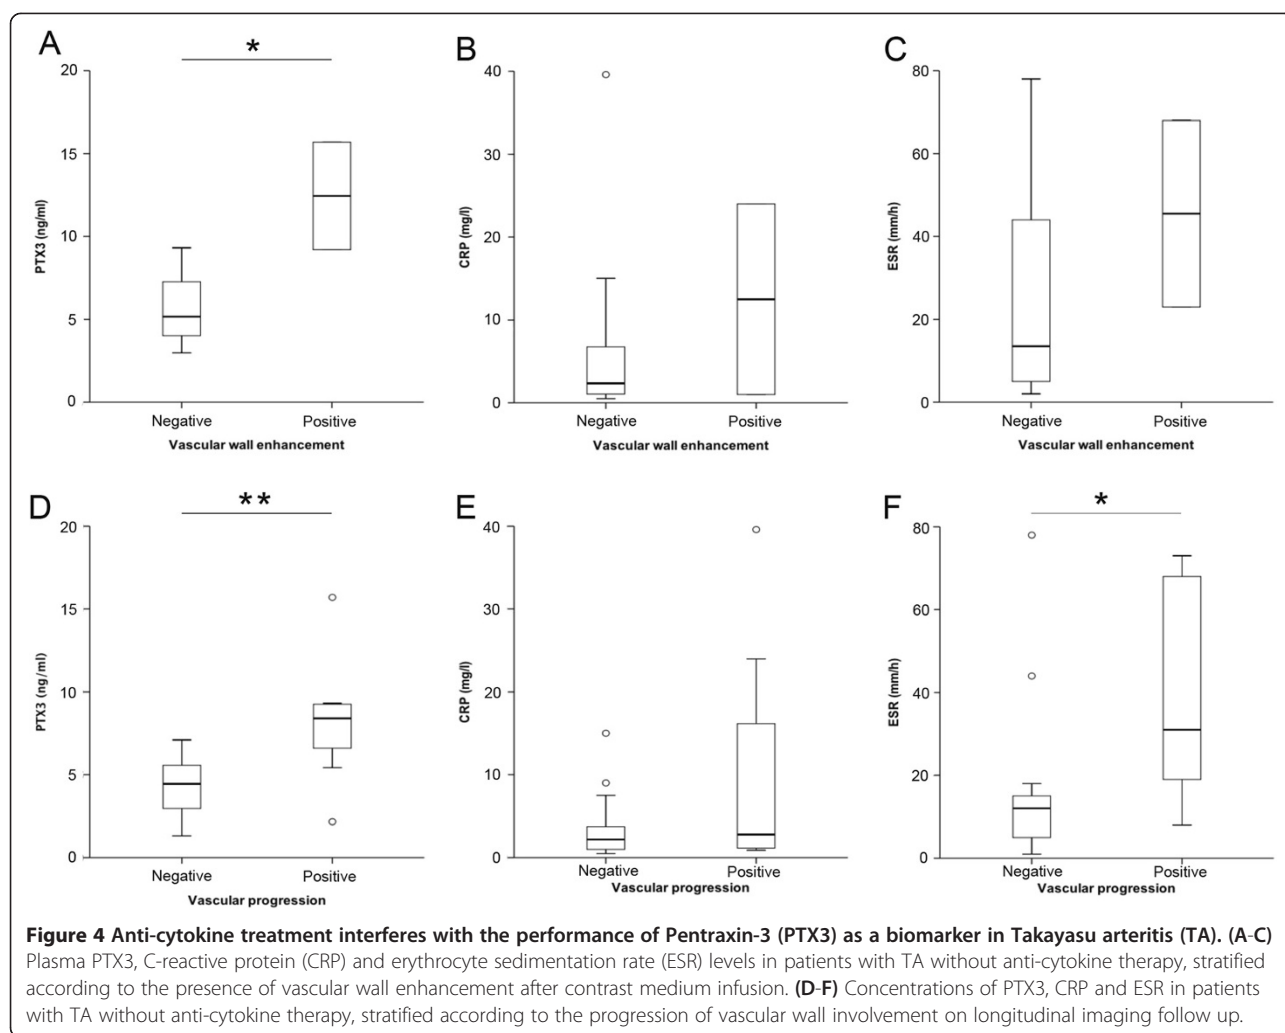 A
*
20
15
10
5
0
PTX3 (ng/ml)
Negative
Positive
Vascular wall enhancement
B
40
30
20
10
0
CRP (mg/l)
Negative
Positive
Vascular wall enhancement
C
80
60
40
20
0
ESR (mm/h)
Negative
Positive
Vascular wall enhancement
D
**
20
15
10
5
0
PTX3 (ng/ml)
Negative
Positive
Vascular progression
E
40
30
20
10
0
CRP (mg/l)
Negative
Positive
Vascular progression
F
*
80
60
40
20
0
ESR (mm/h)
Negative
Positive
Vascular progression
Figure 4 Anti-cytokine treatment interferes with the performance of Pentraxin-3 (PTX3) as a biomarker in Takayasu arteritis (TA). (A-C)
Plasma PTX3, C-reactive protein (CRP) and erythrocyte sedimentation rate (ESR) levels in patients with TA without anti-cytokine therapy, stratified
according to the presence of vascular wall enhancement after contrast medium infusion. (D-F) Concentrations of PTX3, CRP and ESR in patients
with TA without anti-cytokine therapy, stratified according to the progression of vascular wall involvement on longitudinal imaging follow up.